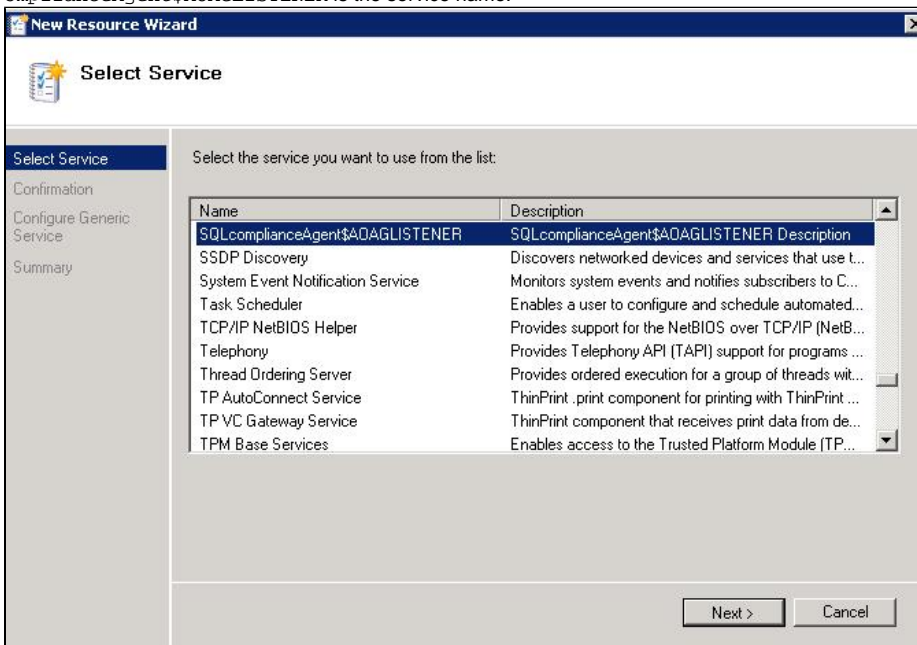 New Resource Wizard
Select Service
Select Service
Confirmation
Configure Generic
Service
Summary
Select the service you want to use from the list:
Name Description
SQLcomplianceAgent$AOAGLISTENER SQLcomplianceAgent$AOAGLISTENER Description
SSDP Discovery Discovers networked devices and services that use t...
System Event Notification Service Monitors system events and notifies subscribers to C...
Task Scheduler Enables a user to configure and schedule automated...
TCP/IP NetBIOS Helper Provides support for the NetBIOS over TCP/IP (NetB...
Telephony Provides Telephony API (TAPI) support for programs ...
Thread Ordering Server Provides ordered execution for a group of threads wit...
TP AutoConnect Service ThinPrint .print component for printing with ThinPrint ...
TP VC Gateway Service ThinPrint component that receives print data from de...
TPM Base Services Enables access to the Trusted Platform Module (TP...
Next > Cancel